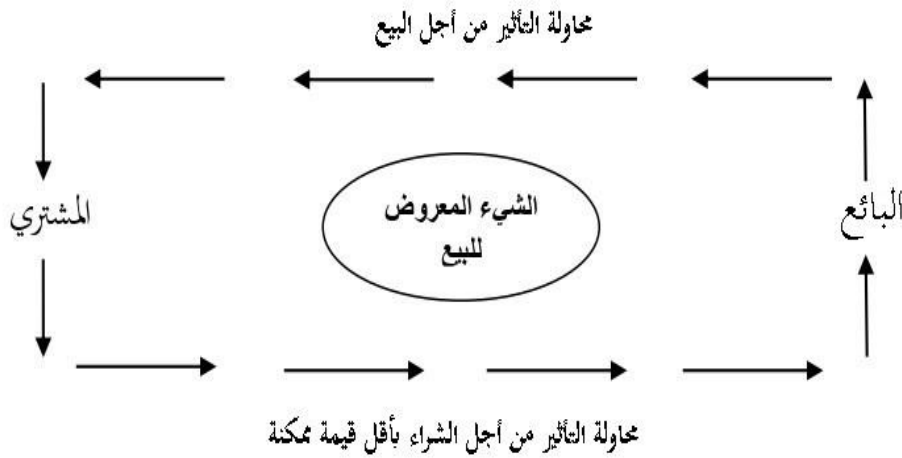 محاولة التأثير من أجل البيع
البائع
الشيء المعروض
للبيع
المشتري
محاولة التأثير من أجل الشراء بأقل قيمة ممكنة